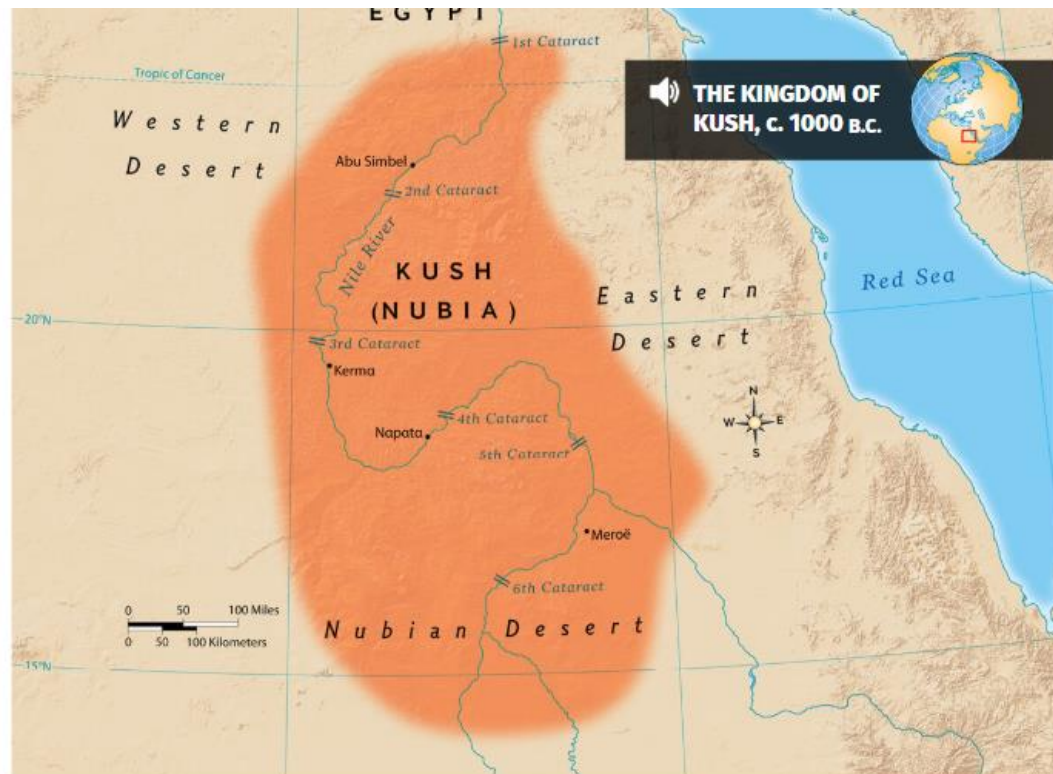 EGYPT
1st Cataract
Tropic of Cancer
THE KINGDOM OF
KUSH, c. 1000 B.C.
Western
Desert
Abu Simbel
2nd Cataract
Nile River
KUSH
(NUBIA)
Eastern
Desert
Red Sea
20°N
3rd Cataract
Kerma
N
W E
S
4th Cataract
Napata
5th Cataract
Meroë
6th Cataract
0 50 100 Miles
0 50 100 Kilometers
Nubian Desert
15°N